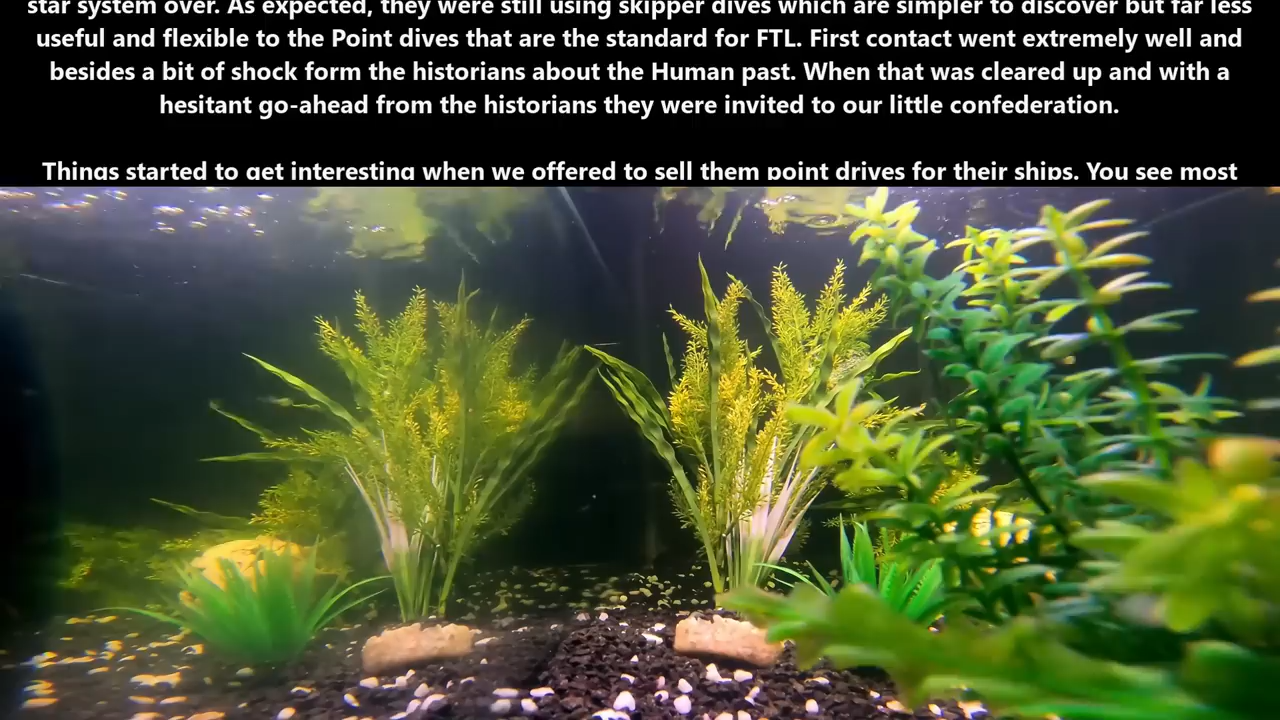 star system over. As expected, they were still using skipper dives which are simpler to discover but far less
useful and flexible to the Point dives that are the standard for FTL. First contact went extremely well and
besides a bit of shock form the historians about the Human past. When that was cleared up and with a
hesitant go-ahead from the historians they were invited to our little confederation.
Things started to get interesting when we offered to sell them point drives for their ships. You see most